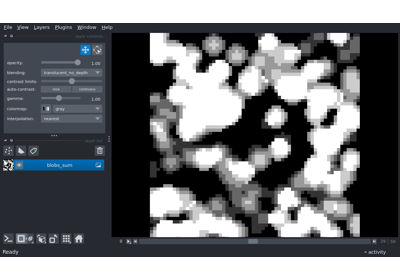 File View Layers Plugins Window Help
opacity: 1.00
blending: translucent_no_depth
contrast limits:
auto-contrast: once continuous
gamma: 1.00
colormap: gray
interpolation: nearest
blobs_sum
Ready
activity